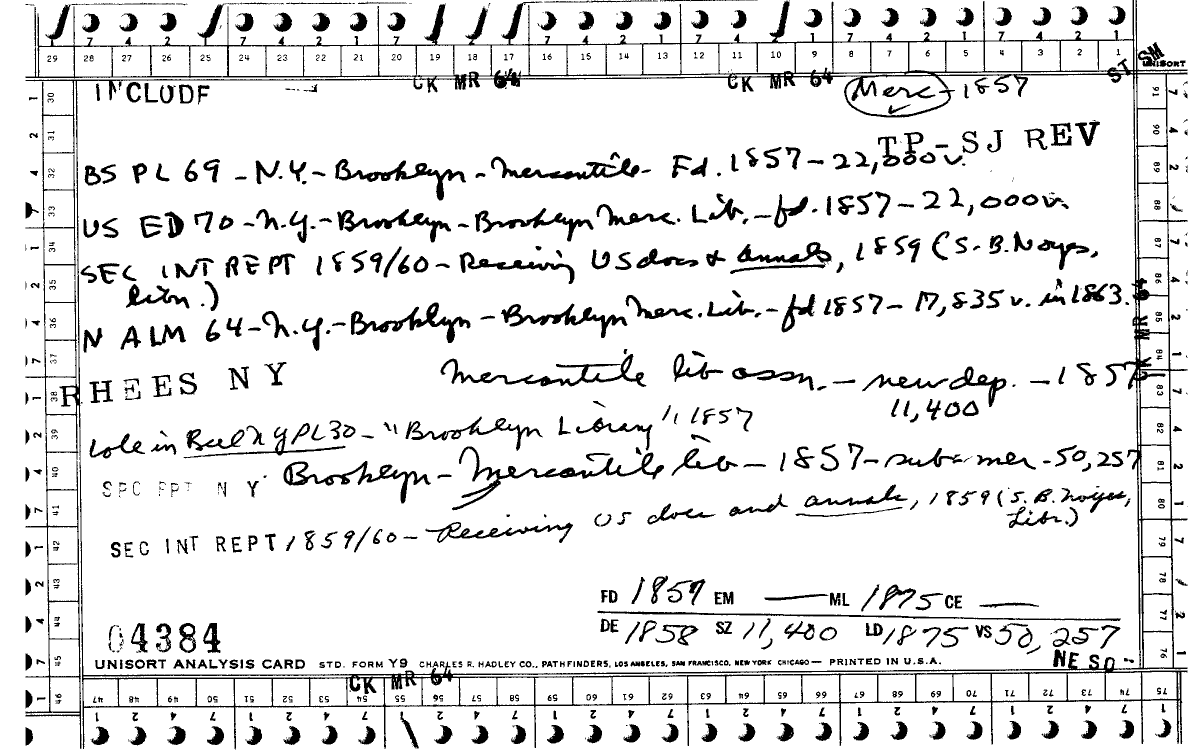 7 4 2 1 7 4 2 1 7 4 2 1 7 4 2 1 7 4 2 1
29 28 27 26 25 24 23 22 21 20 19 18 17 16 15 14 13 12 11 10 9 8 7 6 5 4 3 2 1
UNISORT
ST SM
INCLUDE
CK MR 64
CK MR 64
Merc - 1857
TP-SJ REV
BS PL 69 - N.Y. - Brooklyn - Mercantile - Fd. 1857 - 22,000 v.
US ED 70 - N.Y. - Brooklyn - Brooklyn Merc. Lib. - fd. 1857 - 22,000 v.
SEC INT REPT 1859/60 - Receiving US docs & annals, 1859 (S. B. Noyes,
libn.)
N ALM 64 - N.Y. - Brooklyn - Brooklyn Merc. Lib. - fd 1857 - 17,835 v. in 1863.
RHEES NY
Mercantile lib assn. - new dep. - 1857
11,400
Lole in Bul NYPL 30 - "Brooklyn Library", 1857
SPC RPT N Y Brooklyn - Mercantile lib - 1857 - sub & mer - 50,257
SEC INT REPT 1859/60 - Receiving US docs and annals, 1859 (S. B. Noyes,
Libr.)
FD 1857 EM — ML 1875 CE —
DE 1858 SZ 11,400 LD 1875 VS 50,257
04384
NE SO -
UNISORT ANALYSIS CARD STD. FORM Y9 CHARLES R. HADLEY CO., PATHFINDERS, LOS ANGELES, SAN FRANCISCO, NEW YORK CHICAGO — PRINTED IN U.S.A.
CK MR 64
30 31 32 33 34 35 36 37 38 39 40 41 42 43 44 45 46
91 90 89 88 87 86 85 84 83 82 81 80 79 78 77 76
MR 64
47 48 49 50 51 52 53 54 55 56 57 58 59 60 61 62 63 64 65 66 67 68 69 70 71 72 73 74 75